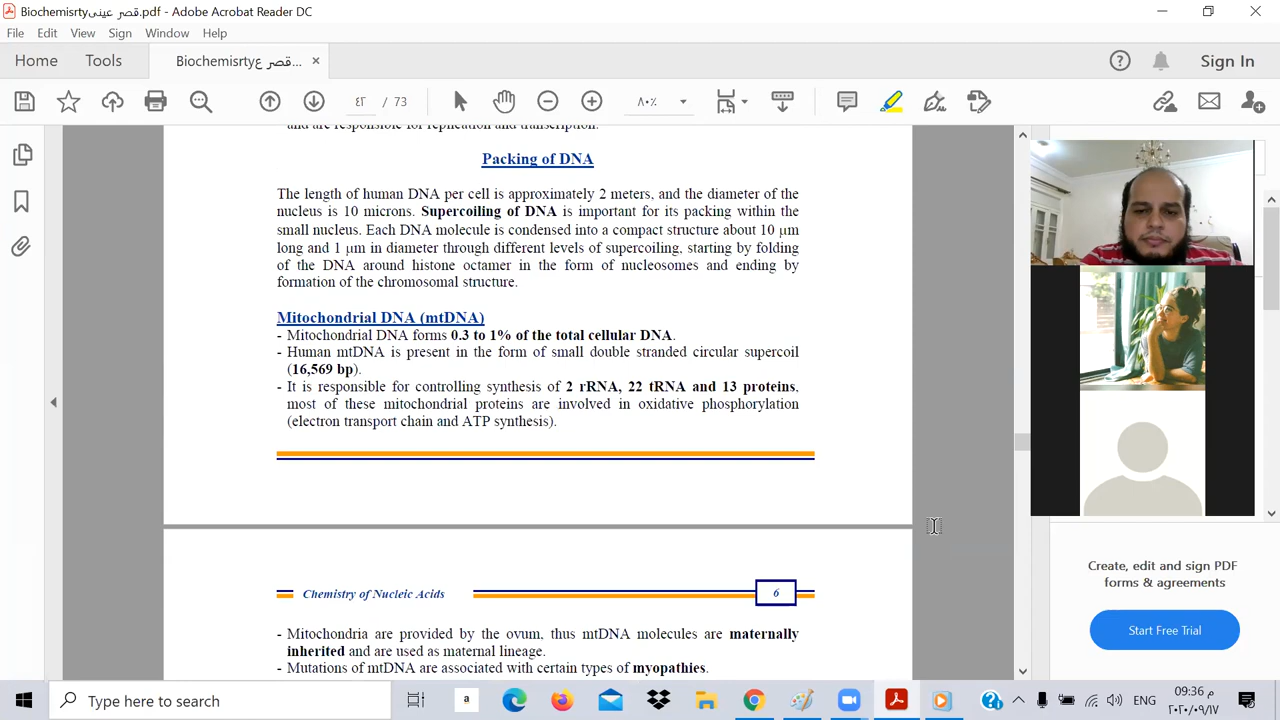 Biochemisrtyقصر عينى.pdf - Adobe Acrobat Reader DC
File Edit View Sign Window Help
Home Tools Biochemisrtyقصر ع... ×
٤٣ / 73 ٨٠٪
Sign In
and are responsible for replication and transcription.
Packing of DNA
The length of human DNA per cell is approximately 2 meters, and the diameter of the
nucleus is 10 microns. Supercoiling of DNA is important for its packing within the
small nucleus. Each DNA molecule is condensed into a compact structure about 10 μm
long and 1 μm in diameter through different levels of supercoiling, starting by folding
of the DNA around histone octamer in the form of nucleosomes and ending by
formation of the chromosomal structure.
Mitochondrial DNA (mtDNA)
- Mitochondrial DNA forms 0.3 to 1% of the total cellular DNA.
- Human mtDNA is present in the form of small double stranded circular supercoil
(16,569 bp).
- It is responsible for controlling synthesis of 2 rRNA, 22 tRNA and 13 proteins,
most of these mitochondrial proteins are involved in oxidative phosphorylation
(electron transport chain and ATP synthesis).
Chemistry of Nucleic Acids 6
- Mitochondria are provided by the ovum, thus mtDNA molecules are maternally
inherited and are used as maternal lineage.
- Mutations of mtDNA are associated with certain types of myopathies.
Create, edit and sign PDF
forms & agreements
Start Free Trial
Type here to search
a
ENG
09:36 م
٢٠٢٠/٠٩/١٧